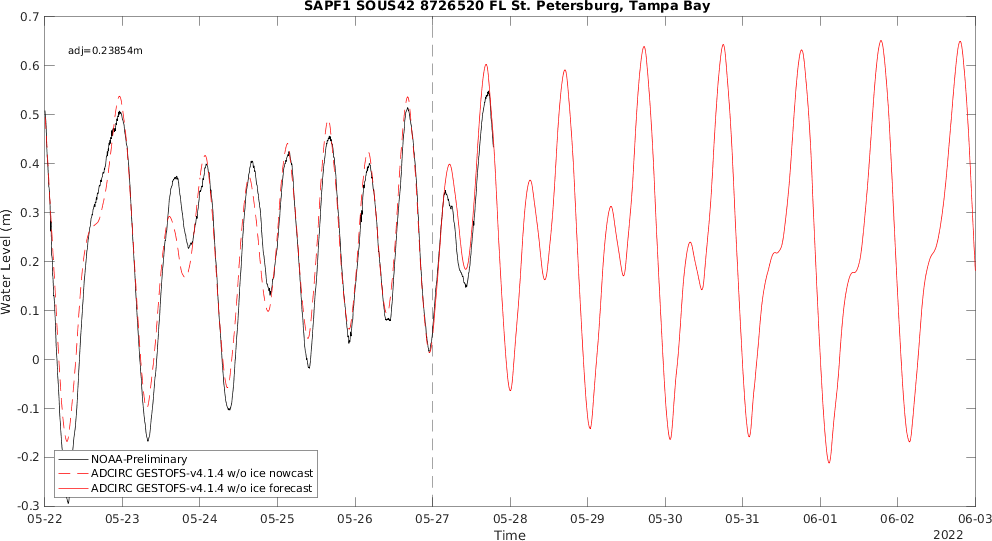 SAPF1 SOUS42 8726520 FL St. Petersburg, Tampa Bay
adj=0.23854m
Water Level (m)
0.7
0.6
0.5
0.4
0.3
0.2
0.1
0
-0.1
-0.2
-0.3
NOAA-Preliminary
ADCIRC GESTOFS-v4.1.4 w/o ice nowcast
ADCIRC GESTOFS-v4.1.4 w/o ice forecast
05-22 05-23 05-24 05-25 05-26 05-27 05-28 05-29 05-30 05-31 06-01 06-02 06-03
Time
2022